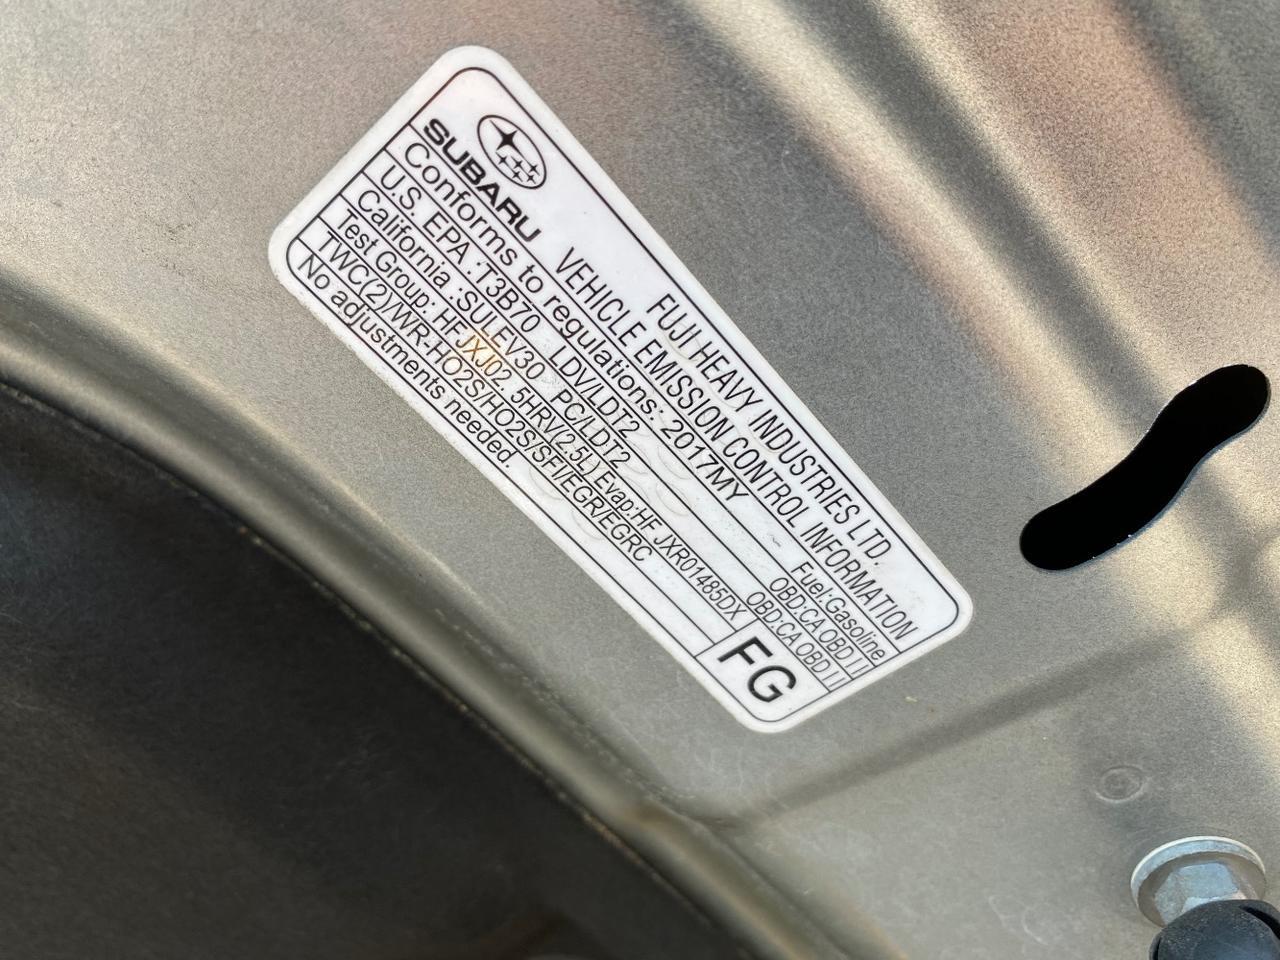 SUBARU
FUJI HEAVY INDUSTRIES LTD.
VEHICLE EMISSION CONTROL INFORMATION
Conforms to regulations: 2017MY Fuel:Gasoline
U.S. EPA :T3B70 LDV/LDT2 OBD:CA OBD II
California :SULEV30 PC/LDT2 OBD:CA OBD II
Test Group: HFJXJ02.5HRV(2.5L) Evap:HFJXR01485DX
TWC(2)/WR-HO2S/HO2S/SFI/EGR/EGRC
No adjustments needed.
FG